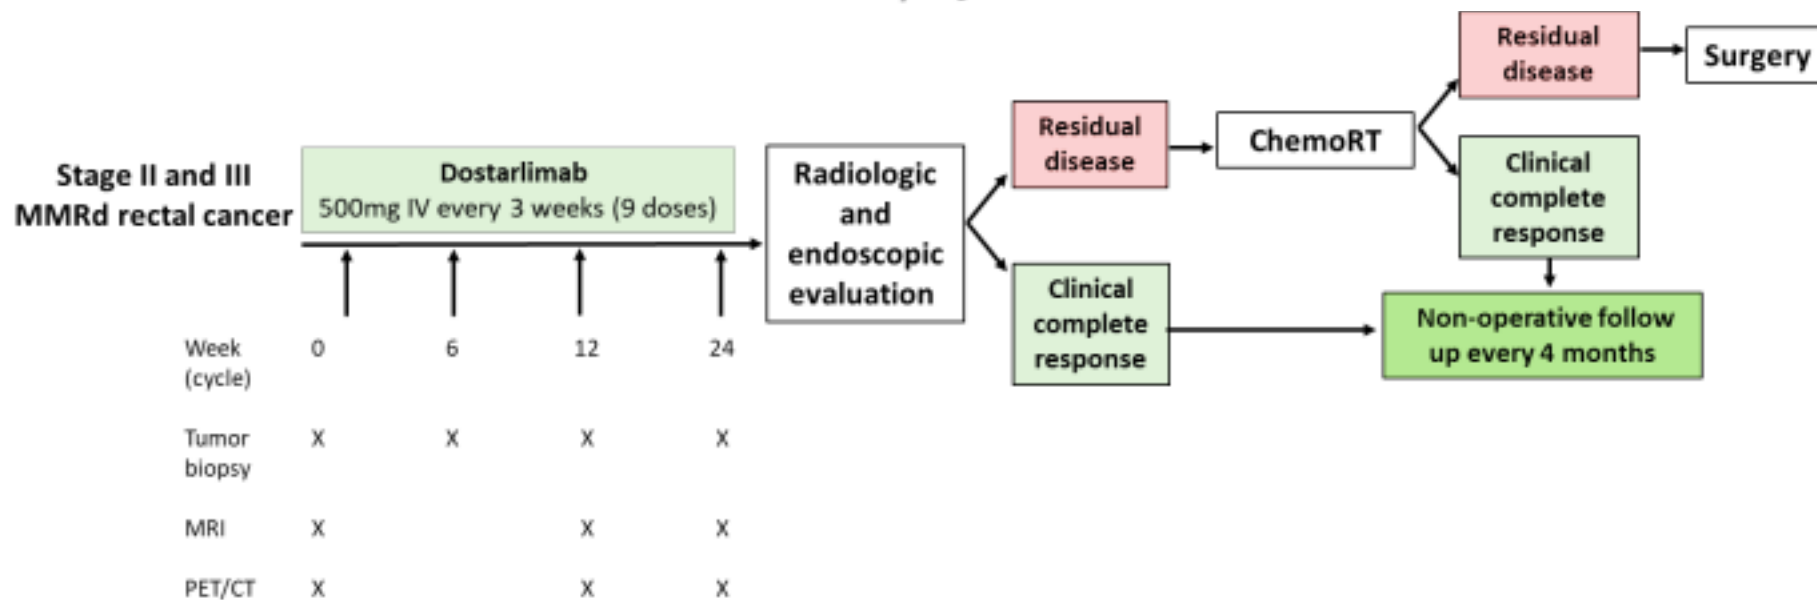 Stage II and III
MMRd rectal cancer
Dostarlimab
500mg IV every 3 weeks (9 doses)
Radiologic
and
endoscopic
evaluation
Residual
disease
ChemoRT
Residual
disease
Surgery
Clinical
complete
response
Clinical
complete
response
Non-operative follow
up every 4 months
Week 0 6 12 24
(cycle)
Tumor X X X X
biopsy
MRI X X X
PET/CT X X X